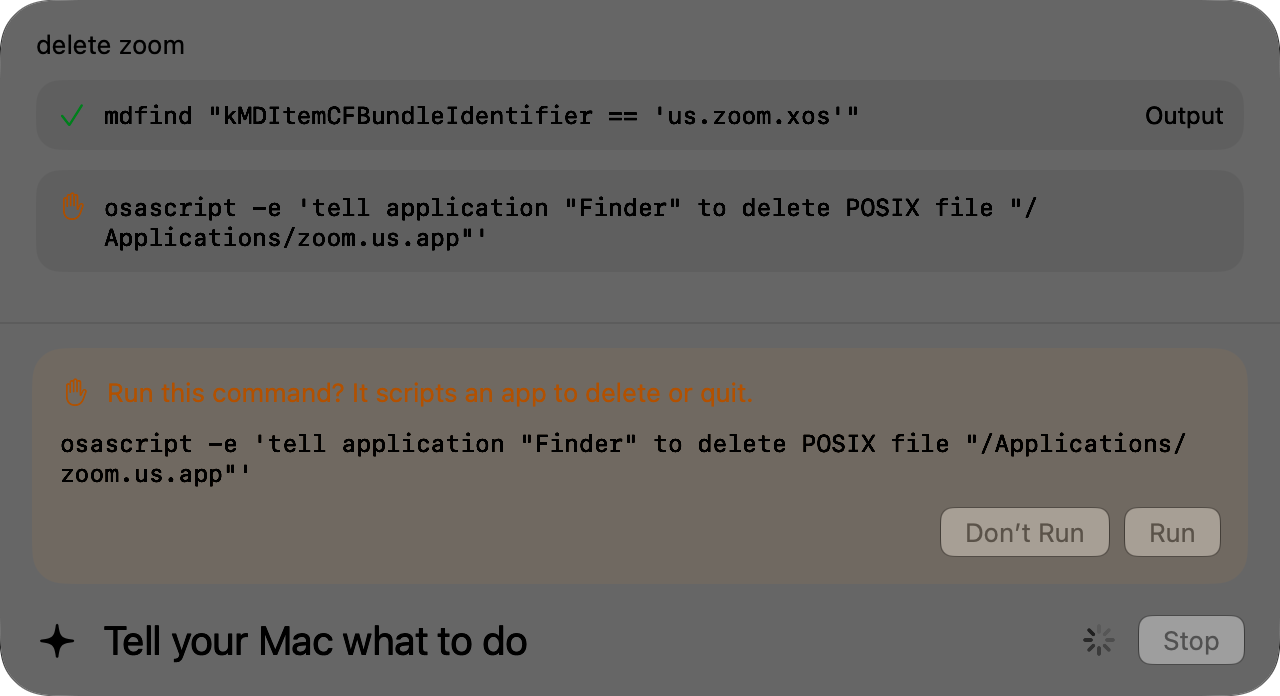 delete zoom
mdfind "kMDItemCFBundleIdentifier == 'us.zoom.xos'"
Output
osascript -e 'tell application "Finder" to delete POSIX file "/
Applications/zoom.us.app"'
Run this command? It scripts an app to delete or quit.
osascript -e 'tell application "Finder" to delete POSIX file "/Applications/
zoom.us.app"'
Don’t Run
Run
Tell your Mac what to do
Stop